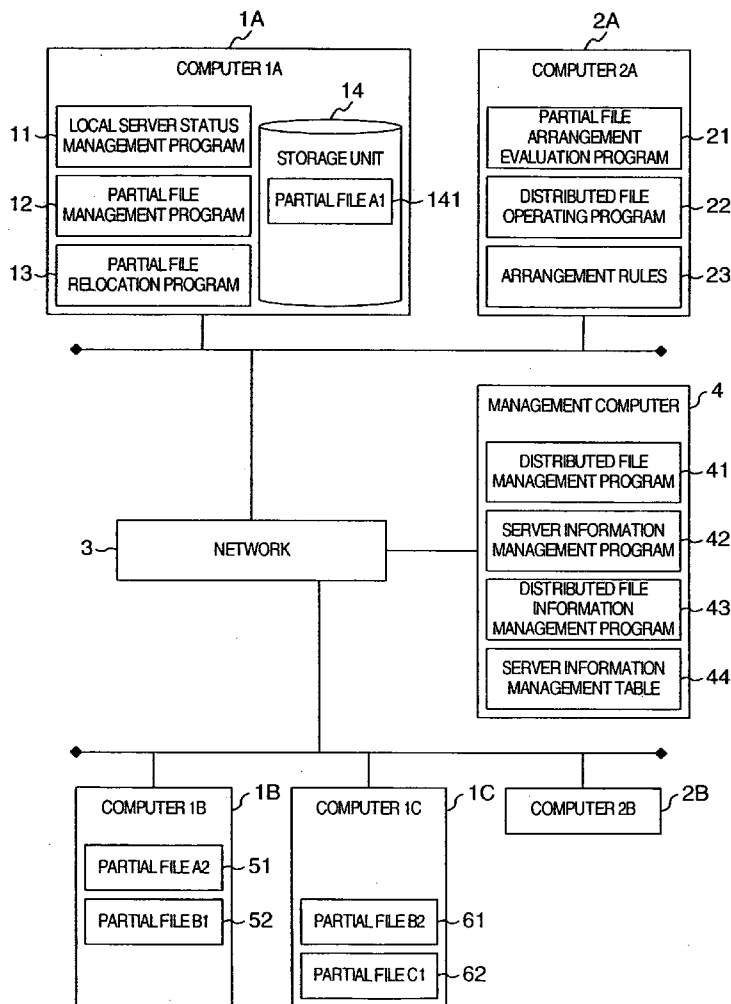 1A
COMPUTER 1A
11
LOCAL SERVER STATUS
MANAGEMENT PROGRAM
12
PARTIAL FILE
MANAGEMENT PROGRAM
13
PARTIAL FILE
RELOCATION PROGRAM
14
STORAGE UNIT
PARTIAL FILE A1
141
2A
COMPUTER 2A
PARTIAL FILE
ARRANGEMENT
EVALUATION PROGRAM
21
DISTRIBUTED FILE
OPERATING PROGRAM
22
ARRANGEMENT RULES
23
3
NETWORK
4
MANAGEMENT COMPUTER
DISTRIBUTED FILE
MANAGEMENT PROGRAM
41
SERVER INFORMATION
MANAGEMENT PROGRAM
42
DISTRIBUTED FILE
INFORMATION
MANAGEMENT PROGRAM
43
SERVER INFORMATION
MANAGEMENT TABLE
44
COMPUTER 1B
1B
PARTIAL FILE A2
51
PARTIAL FILE B1
52
COMPUTER 1C
1C
PARTIAL FILE B2
61
PARTIAL FILE C1
62
COMPUTER 2B
2B